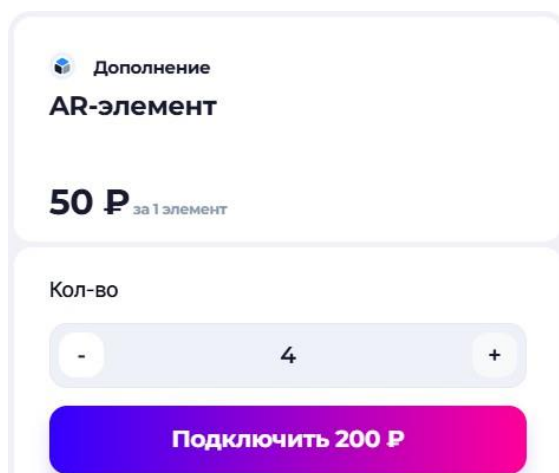 Дополнение
AR-элемент
50 ₽ за 1 элемент
Кол-во
- 4 +
Подключить 200 ₽